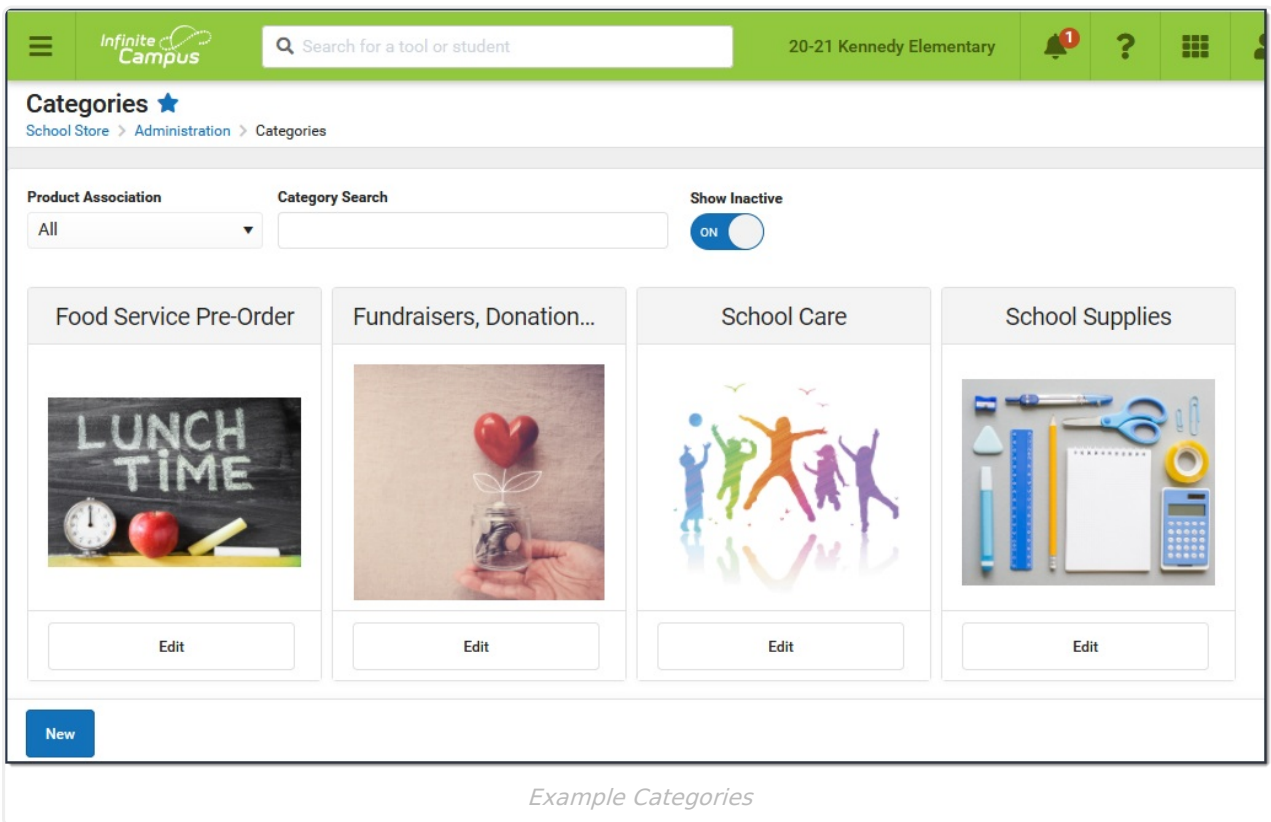 Infinite
Campus
Search for a tool or student
20-21 Kennedy Elementary
1
?
Categories
School Store > Administration > Categories
Product Association
Category Search
Show Inactive
All
ON
Food Service Pre-Order
Fundraisers, Donation...
School Care
School Supplies
LUNCH
TiME
Edit
Edit
Edit
Edit
New
Example Categories